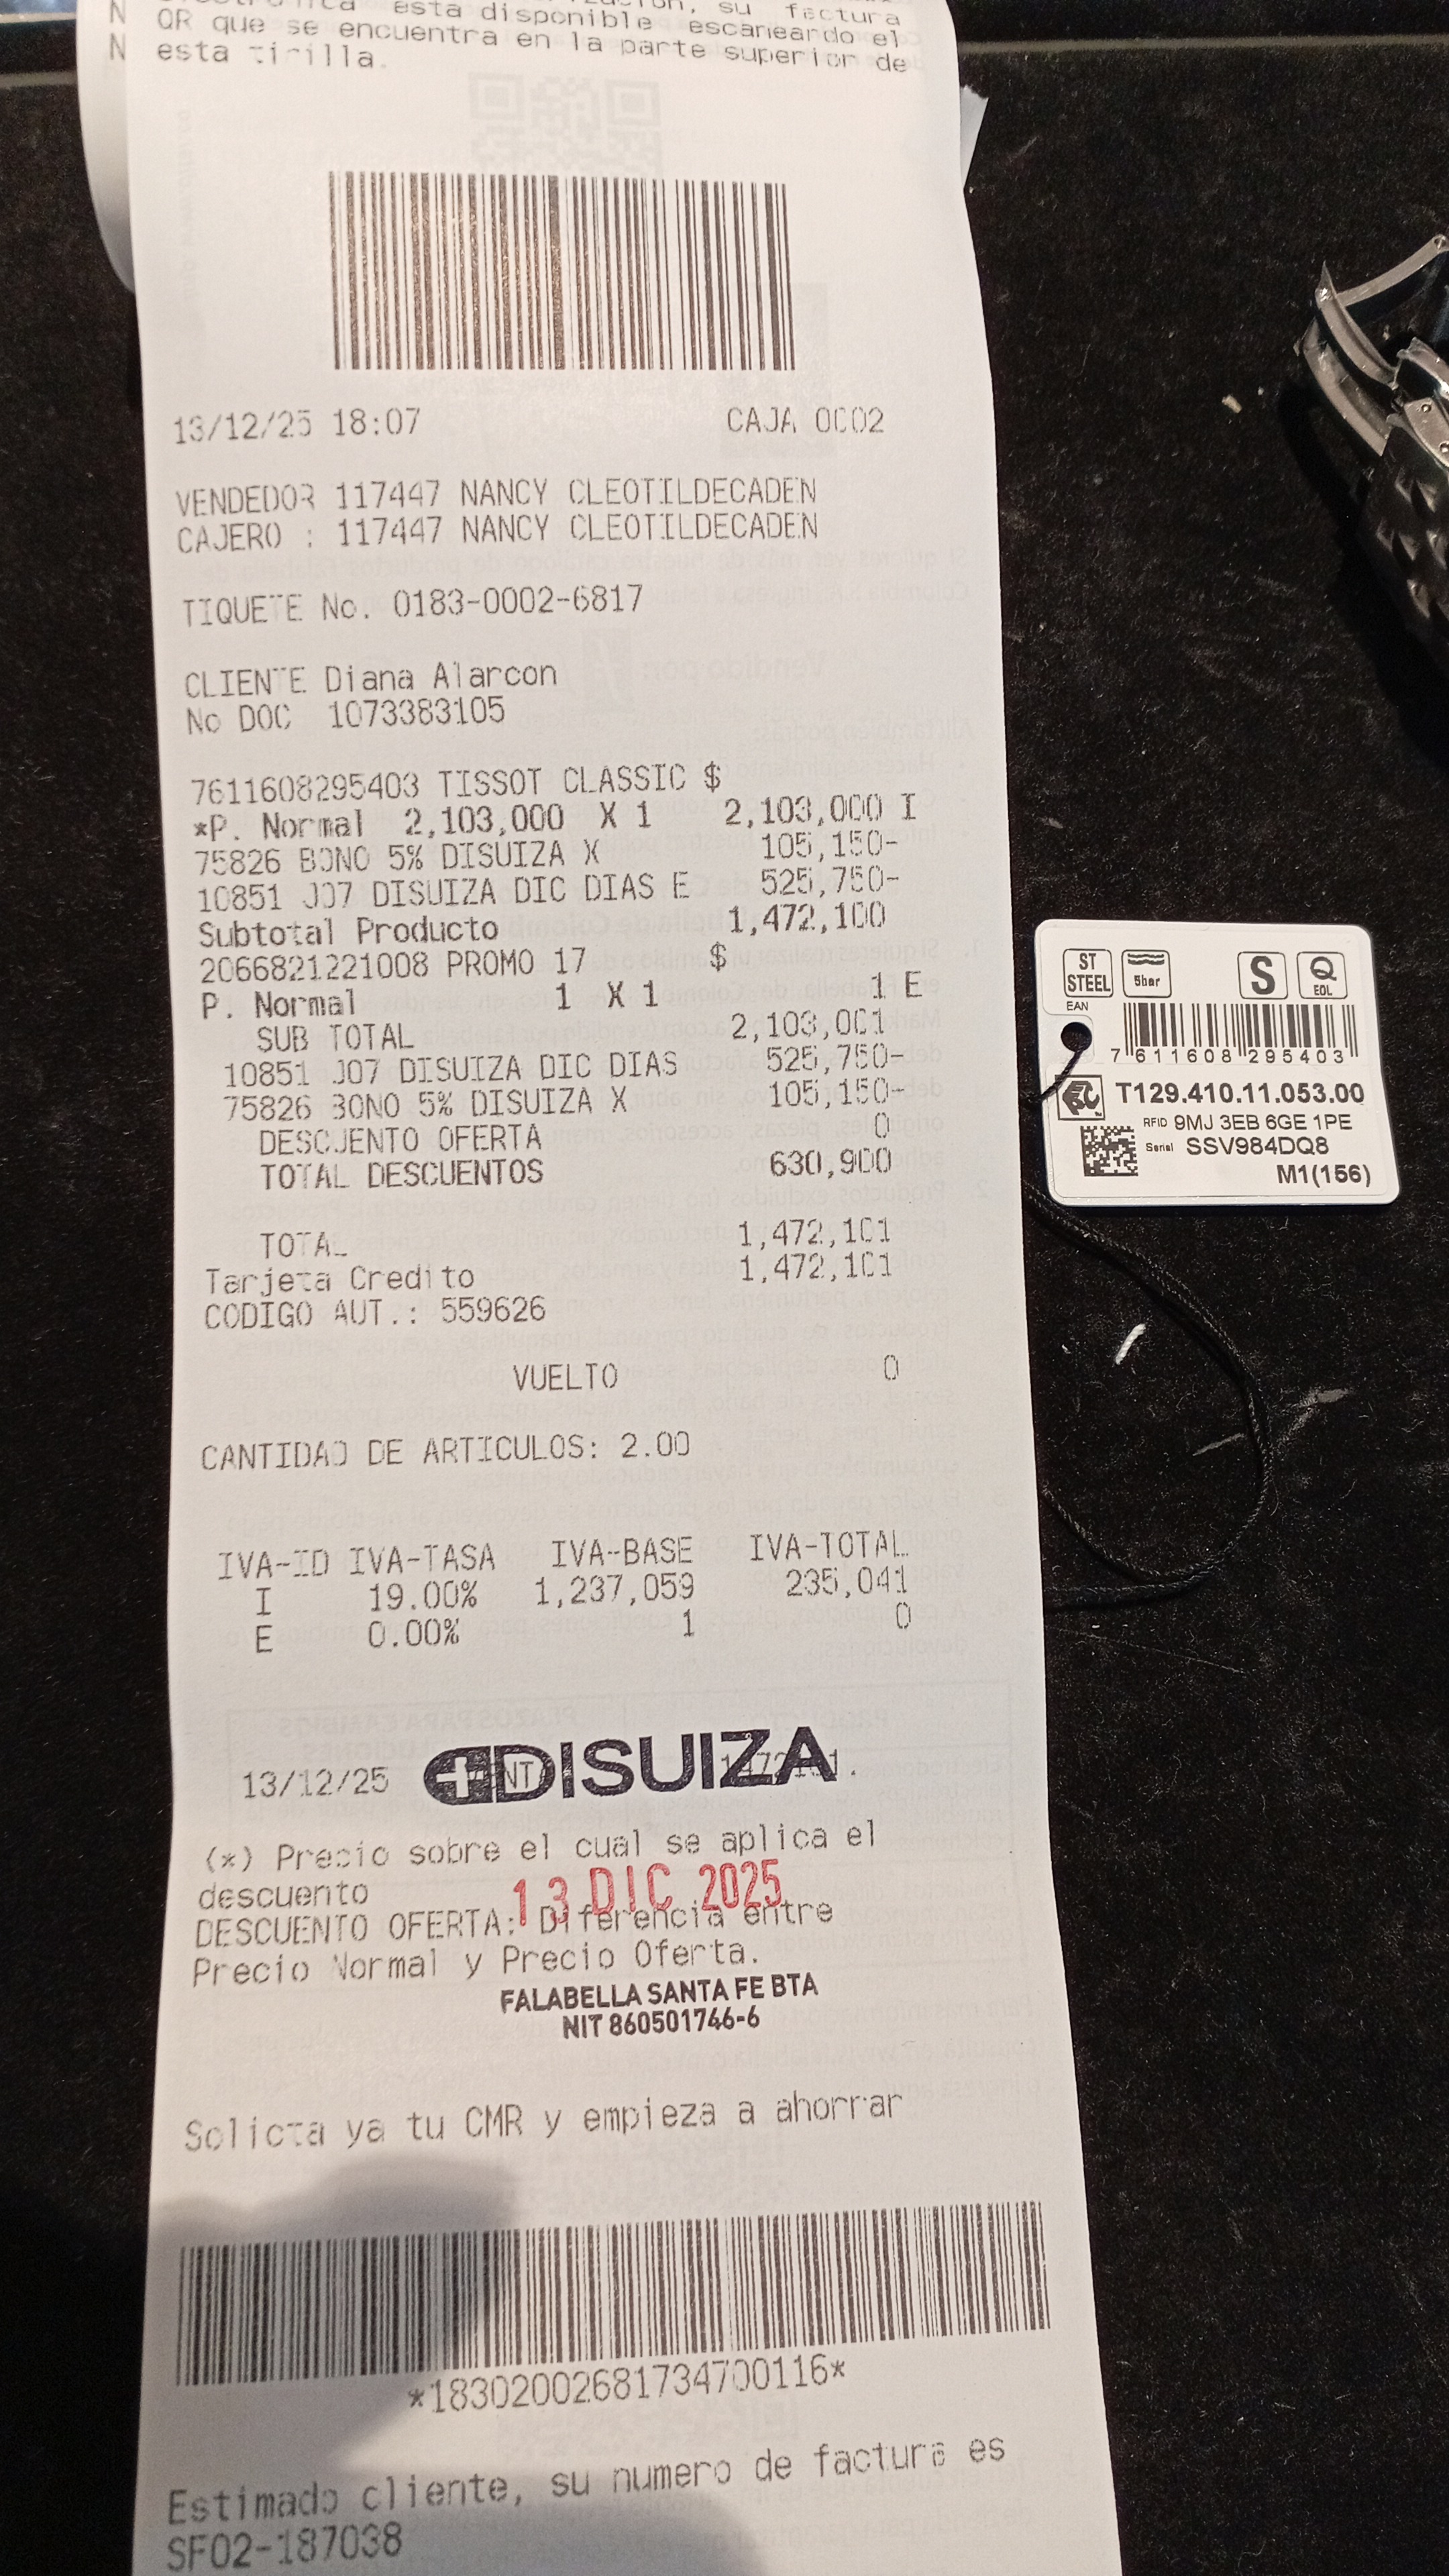 esta disponible escaneando el
QR que se encuentra en la parte superior de
esta tirilla.
su factura
N
N
13/12/25 18:07 CAJA 0002
VENDEDOR 117447 NANCY CLEOTILDECADEN
CAJERO : 117447 NANCY CLEOTILDECADEN
TIQUETE No. 0183-0002-6817
CLIENTE Diana Alarcon
No DOC 1073383105
7611608295403 TISSOT CLASSIC $
*P. Normal 2,103,000 X 1 2,103,000 I
75826 BONO 5% DISUIZA X 105,150-
10851 J07 DISUIZA DIC DIAS E 525,750-
Subtotal Producto 1,472,100
2066821221008 PROMO 17 $
P. Normal 1 X 1 1 E
SUB TOTAL 2,103,001
10851 J07 DISUIZA DIC DIAS 525,750-
75826 BONO 5% DISUIZA X 105,150-
DESCUENTO OFERTA 0
TOTAL DESCUENTOS 630,900
TOTAL 1,472,101
Tarjeta Credito 1,472,101
CODIGO AUT.: 559626
VUELTO 0
CANTIDAD DE ARTICULOS: 2.00
IVA-ID IVA-TASA IVA-BASE IVA-TOTAL
I 19.00% 1,237,059 235,041
E 0.00% 1 0
13/12/25
DISUIZA
(*) Precio sobre el cual se aplica el
descuento
13 DIC 2025
DESCUENTO OFERTA: Diferencia entre
Precio Normal y Precio Oferta.
FALABELLA SANTA FE BTA
NIT 860501746-6
Solicta ya tu CMR y empieza a ahorrar
*18302002681734700116*
Estimado cliente, su numero de factura es
SF02-187038
ST
STEEL
5bar
S
Q
EOL
EAN
7 611608 295403
T129.410.11.053.00
RFID 9MJ 3EB 6GE 1PE
Serial SSV984DQ8
M1(156)